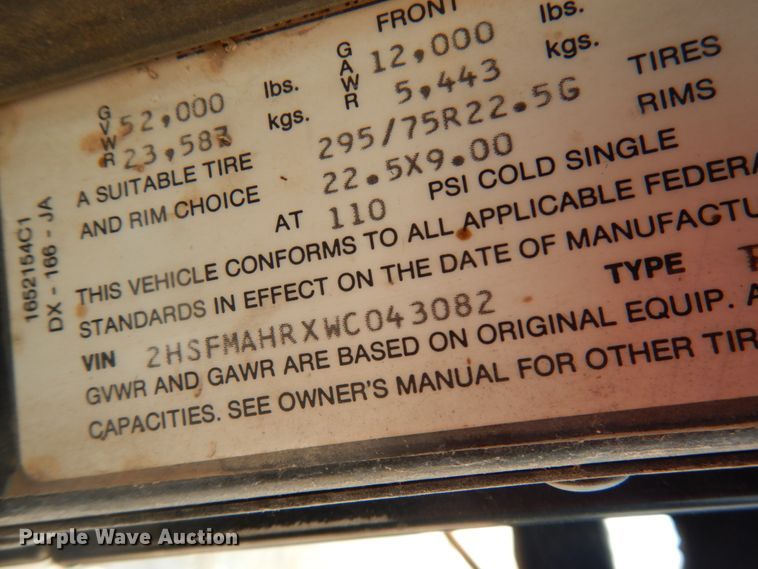 FRONT
GVWR 52,000 lbs. GAWR 12,000 lbs.
23,587 kgs. 5,443 kgs.
A SUITABLE TIRE 295/75R22.5G TIRES
AND RIM CHOICE 22.5X9.00 RIMS
AT 110 PSI COLD SINGLE
THIS VEHICLE CONFORMS TO ALL APPLICABLE FEDERA
STANDARDS IN EFFECT ON THE DATE OF MANUFACTU
VIN 2HSFMAHRXWC043082 TYPE
GVWR AND GAWR ARE BASED ON ORIGINAL EQUIP. A
CAPACITIES. SEE OWNER'S MANUAL FOR OTHER TIR
1652154C1
DX - 166 - JA
Purple Wave Auction